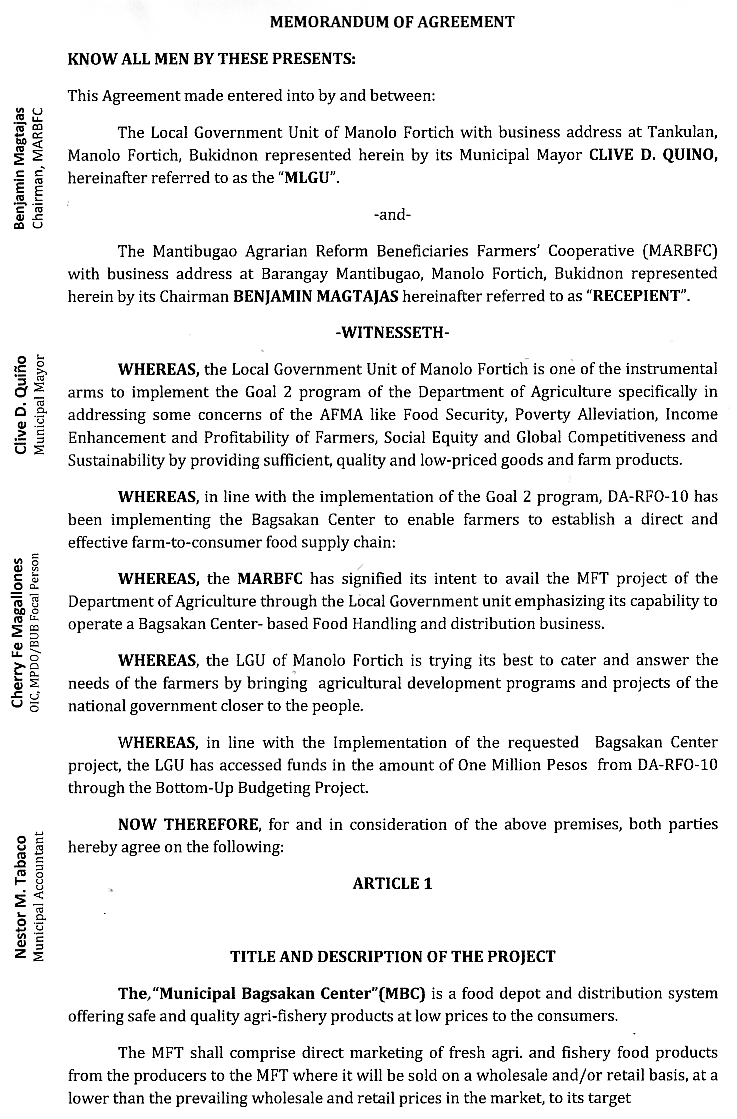 MEMORANDUM OF AGREEMENT
KNOW ALL MEN BY THESE PRESENTS:
This Agreement made entered into by and between:
The Local Government Unit of Manolo Fortich with business address at Tankulan,
Manolo Fortich, Bukidnon represented herein by its Municipal Mayor CLIVE D. QUINO,
hereinafter referred to as the “MLGU”.
-and-
The Mantibugao Agrarian Reform Beneficiaries Farmers’ Cooperative (MARBFC)
with business address at Barangay Mantibugao, Manolo Fortich, Bukidnon represented
herein by its Chairman BENJAMIN MAGTAJAS hereinafter referred to as “RECEPIENT”.
-WITNESSETH-
WHEREAS, the Local Government Unit of Manolo Fortich is one of the instrumental
arms to implement the Goal 2 program of the Department of Agriculture specifically in
addressing some concerns of the AFMA like Food Security, Poverty Alleviation, Income
Enhancement and Profitability of Farmers, Social Equity and Global Competitiveness and
Sustainability by providing sufficient, quality and low-priced goods and farm products.
WHEREAS, in line with the implementation of the Goal 2 program, DA-RFO-10 has
been implementing the Bagsakan Center to enable farmers to establish a direct and
effective farm-to-consumer food supply chain:
WHEREAS, the MARBFC has signified its intent to avail the MFT project of the
Department of Agriculture through the Local Government unit emphasizing its capability to
operate a Bagsakan Center- based Food Handling and distribution business.
WHEREAS, the LGU of Manolo Fortich is trying its best to cater and answer the
needs of the farmers by bringing agricultural development programs and projects of the
national government closer to the people.
WHEREAS, in line with the Implementation of the requested Bagsakan Center
project, the LGU has accessed funds in the amount of One Million Pesos from DA-RFO-10
through the Bottom-Up Budgeting Project.
NOW THEREFORE, for and in consideration of the above premises, both parties
hereby agree on the following:
ARTICLE 1
TITLE AND DESCRIPTION OF THE PROJECT
The,“Municipal Bagsakan Center”(MBC) is a food depot and distribution system
offering safe and quality agri-fishery products at low prices to the consumers.
The MFT shall comprise direct marketing of fresh agri. and fishery food products
from the producers to the MFT where it will be sold on a wholesale and/or retail basis, at a
lower than the prevailing wholesale and retail prices in the market, to its target
Benjamin Magtajas
Chairman, MARBFC
Clive D. Quiño
Municipal Mayor
Cherry Fe Magallones
OIC, MPDO/BUB Focal Person
Nestor M. Tabaco
Municipal Accountant